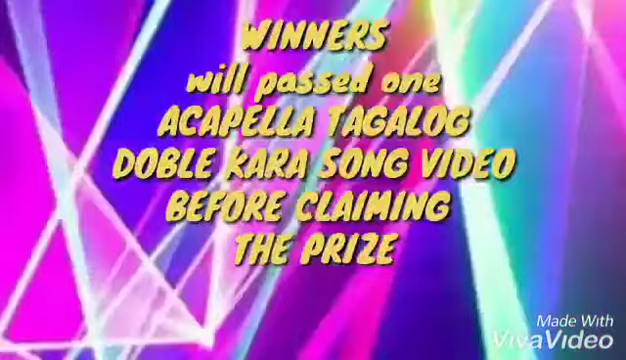 WINNERS
will passed one
ACAPELLA TAGALOG
DOBLE KARA SONG VIDEO
BEFORE CLAIMING
THE PRIZE
Made With
VivaVideo